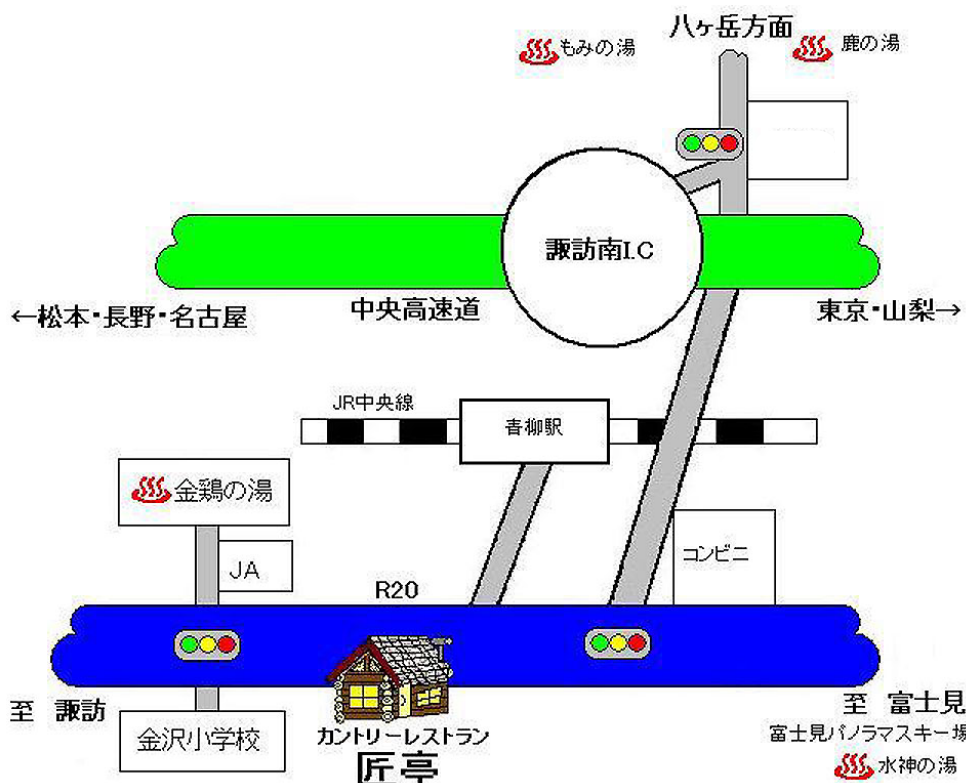 八ヶ岳方面
もみの湯
鹿の湯
諏訪南I.C
←松本・長野・名古屋
中央高速道
東京・山梨→
JR中央線
青柳駅
金鶏の湯
JA
コンビニ
R20
至 諏訪
金沢小学校
カントリーレストラン
匠亭
至 富士見
富士見パノラマスキー場
水神の湯